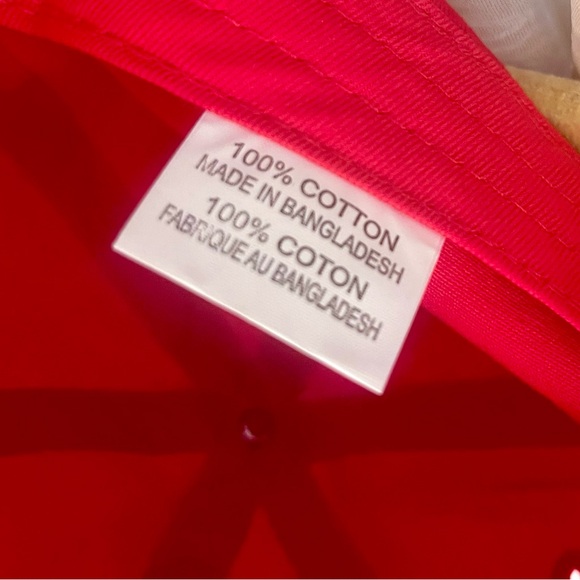 100% COTTON
MADE IN BANGLADESH
100% COTON
FABRIQUE AU BANGLADESH